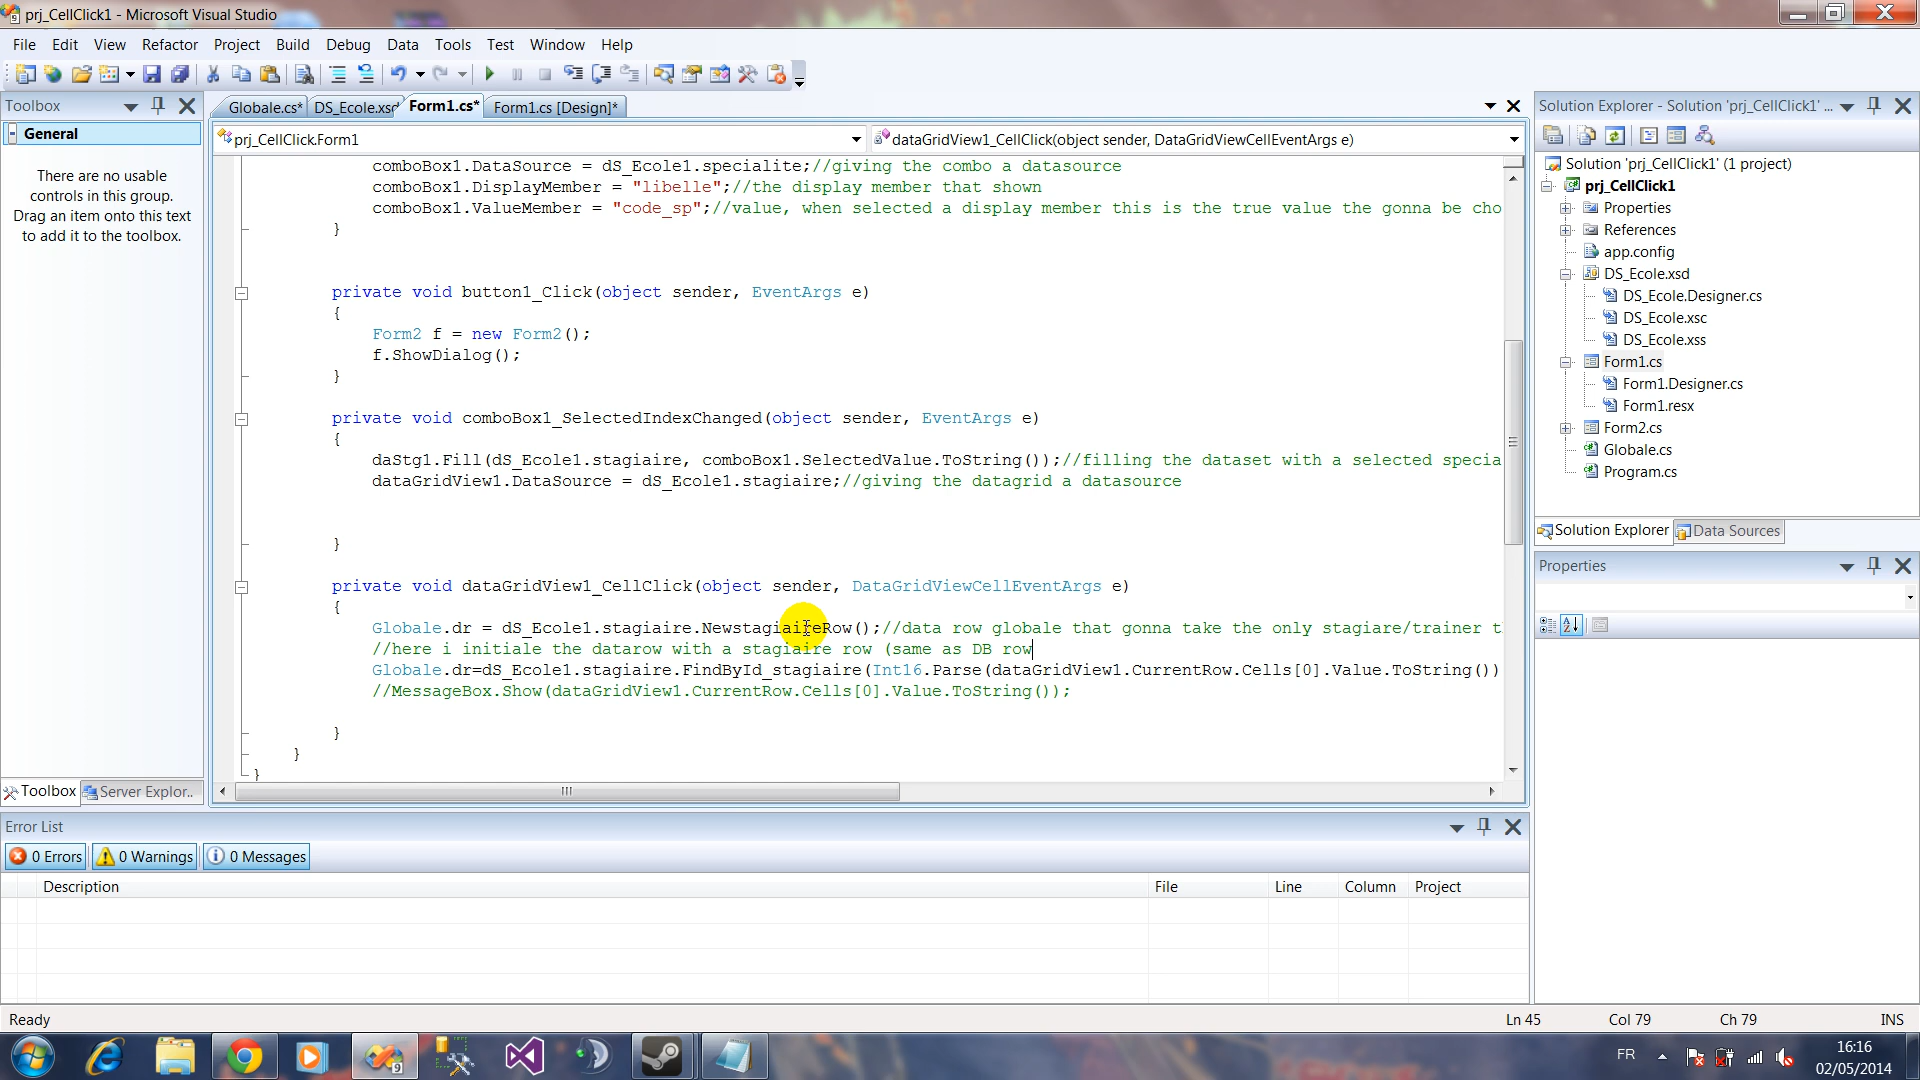 prj_CellClick1 - Microsoft Visual Studio
File Edit View Refactor Project Build Debug Data Tools Test Window Help
Toolbox
General
There are no usable
controls in this group.
Drag an item onto this text
to add it to the toolbox.
Toolbox Server Explor..
Globale.cs* DS_Ecole.xsd Form1.cs* Form1.cs [Design]*
prj_CellClick.Form1 dataGridView1_CellClick(object sender, DataGridViewCellEventArgs e)
comboBox1.DataSource = dS_Ecole1.specialite;//giving the combo a datasource
comboBox1.DisplayMember = "libelle";//the display member that shown
comboBox1.ValueMember = "code_sp";//value, when selected a display member this is the true value the gonna be cho
}
private void button1_Click(object sender, EventArgs e)
{
Form2 f = new Form2();
f.ShowDialog();
}
private void comboBox1_SelectedIndexChanged(object sender, EventArgs e)
{
daStg1.Fill(dS_Ecole1.stagiaire, comboBox1.SelectedValue.ToString());//filling the dataset with a selected specia
dataGridView1.DataSource = dS_Ecole1.stagiaire;//giving the datagrid a datasource
}
private void dataGridView1_CellClick(object sender, DataGridViewCellEventArgs e)
{
Globale.dr = dS_Ecole1.stagiaire.NewstagiaireRow();//data row globale that gonna take the only stagiare/trainer t
//here i initiale the datarow with a stagiaire row (same as DB row
Globale.dr=dS_Ecole1.stagiaire.FindById_stagiaire(Int16.Parse(dataGridView1.CurrentRow.Cells[0].Value.ToString())
//MessageBox.Show(dataGridView1.CurrentRow.Cells[0].Value.ToString());
}
}
}
Solution Explorer - Solution 'prj_CellClick1' ...
Solution 'prj_CellClick1' (1 project)
prj_CellClick1
Properties
References
app.config
DS_Ecole.xsd
DS_Ecole.Designer.cs
DS_Ecole.xsc
DS_Ecole.xss
Form1.cs
Form1.Designer.cs
Form1.resx
Form2.cs
Globale.cs
Program.cs
Solution Explorer Data Sources
Properties
Error List
0 Errors 0 Warnings 0 Messages
Description File Line Column Project
Ready Ln 45 Col 79 Ch 79 INS
FR 16:16
02/05/2014